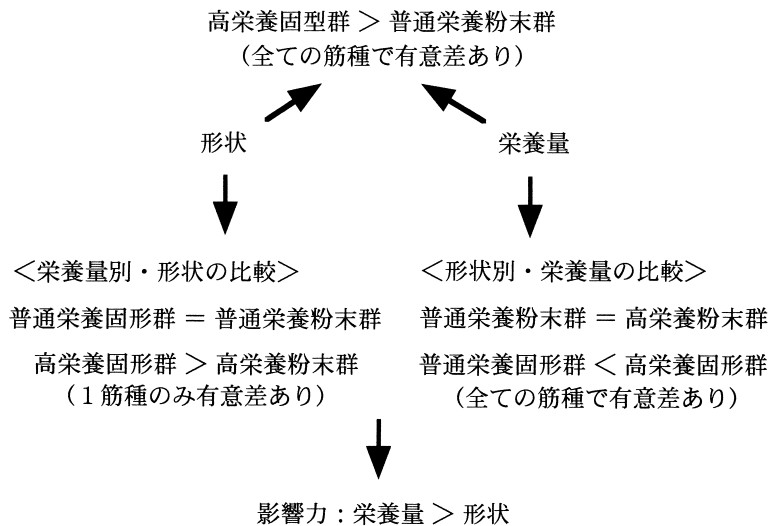 高栄養固型群＞普通栄養粉末群
（全ての筋種で有意差あり）
形状
栄養量
＜栄養量別・形状の比較＞
普通栄養固形群＝普通栄養粉末群
高栄養固形群＞高栄養粉末群
（１筋種のみ有意差あり）
＜形状別・栄養量の比較＞
普通栄養粉末群＝高栄養粉末群
普通栄養固形群＜高栄養固形群
（全ての筋種で有意差あり）
影響力：栄養量＞形状